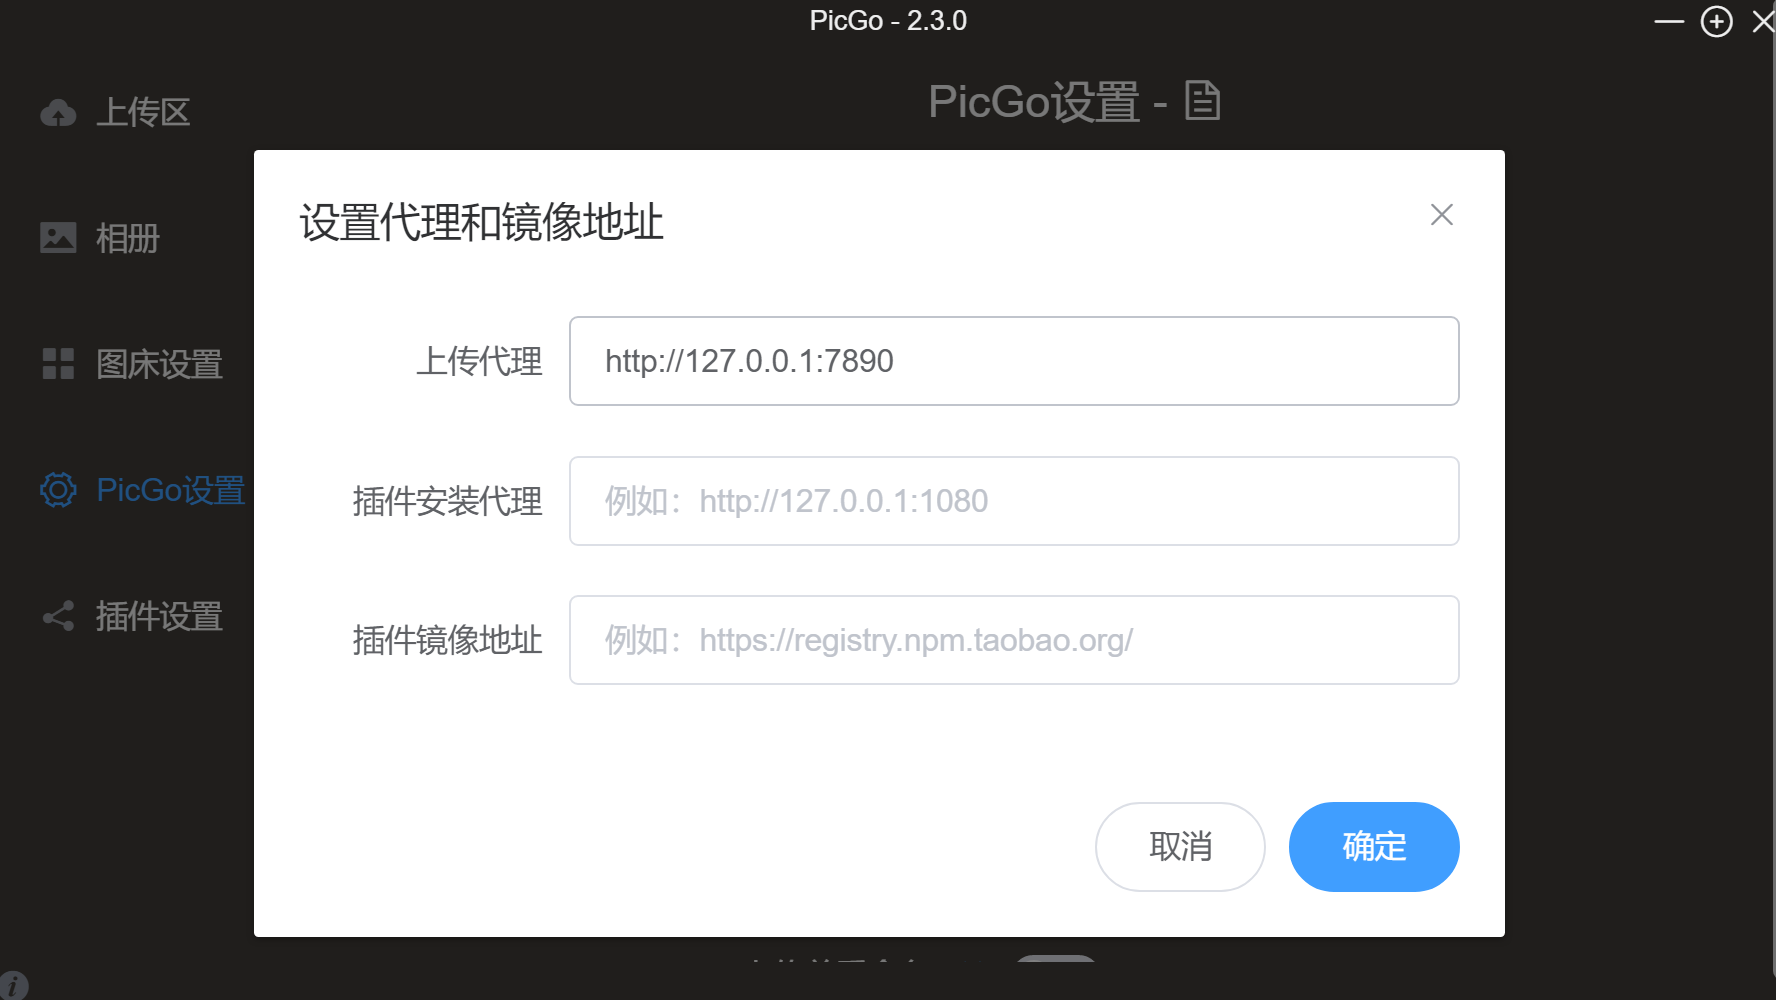 PicGo - 2.3.0
上传区
PicGo设置 -
相册
图床设置
PicGo设置
插件设置
设置代理和镜像地址
上传代理
http://127.0.0.1:7890
插件安装代理
例如：http://127.0.0.1:1080
插件镜像地址
例如：https://registry.npm.taobao.org/
取消
确定